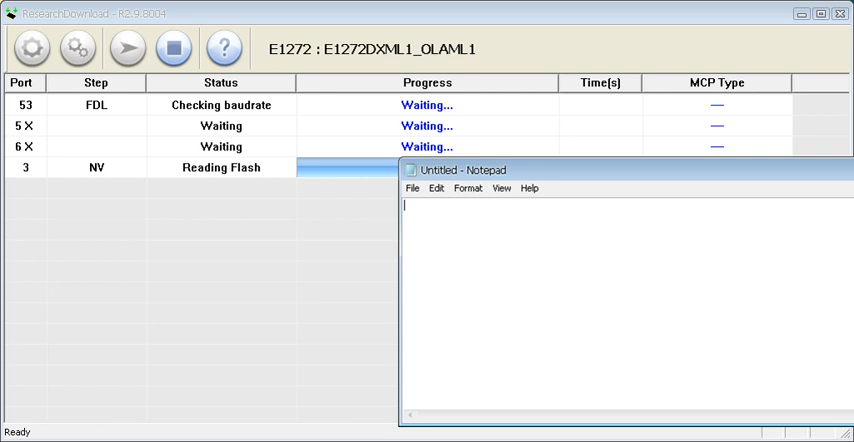 ResearchDownload - R2.9.8004
E1272 : E1272DXML1_OLAML1
Port Step Status Progress Time(s) MCP Type
53 FDL Checking baudrate Waiting... —
5 X Waiting Waiting... —
6 X Waiting Waiting... —
3 NV Reading Flash
Untitled - Notepad
File Edit Format View Help
Ready